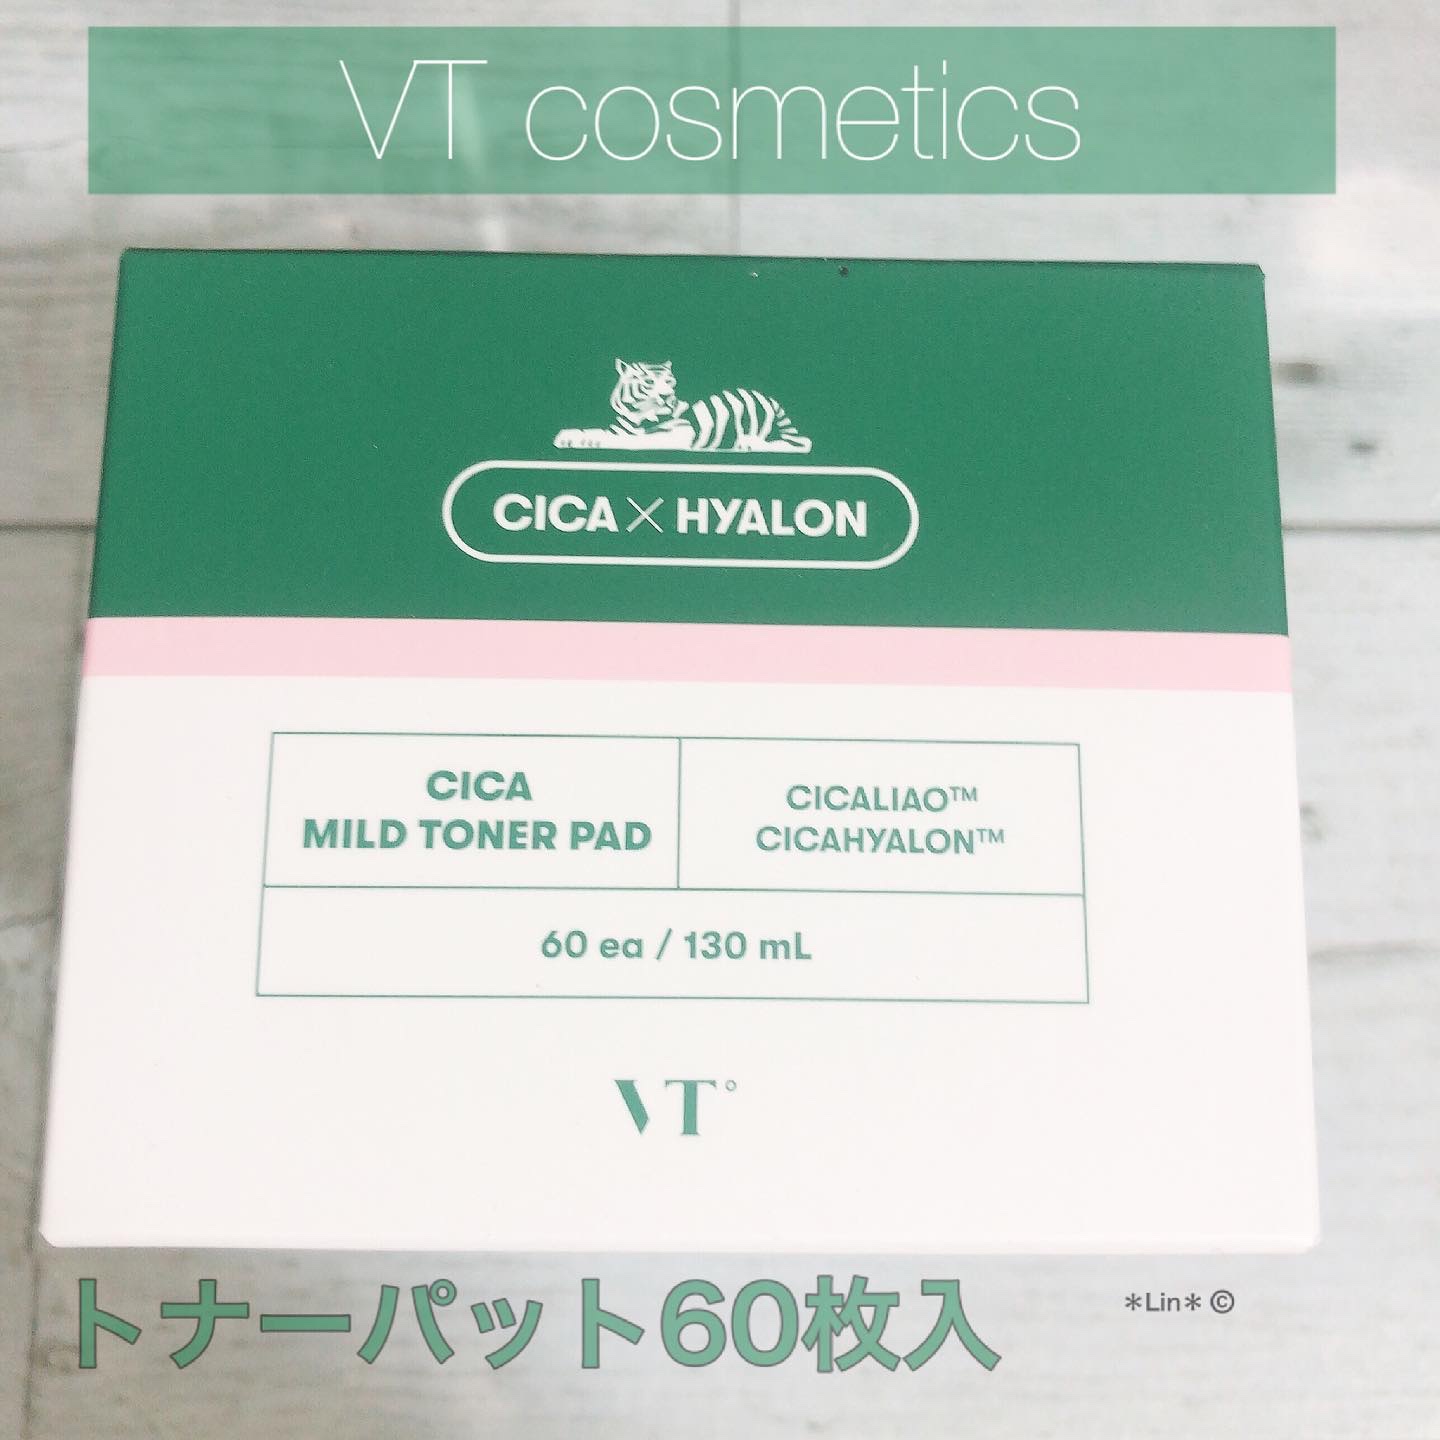 VT cosmetics
CICA × HYALON
CICA
MILD TONER PAD
CICALIAO™
CICAHYALON™
60 ea / 130 mL
VT°
トナーパット60枚入
*Lin* ©